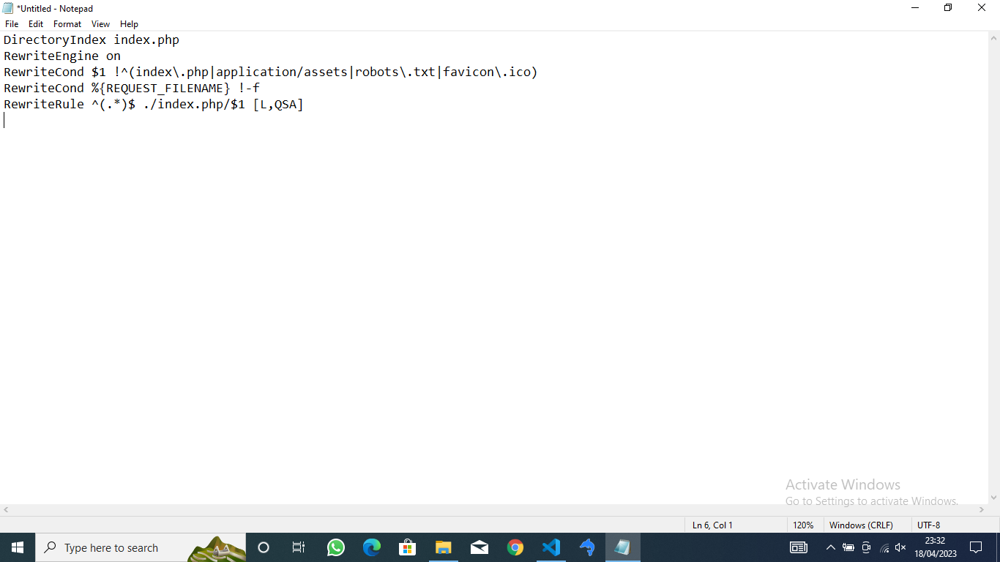 *Untitled - Notepad
File Edit Format View Help
DirectoryIndex index.php
RewriteEngine on
RewriteCond $1 !^(index\.php|application/assets|robots\.txt|favicon\.ico)
RewriteCond %{REQUEST_FILENAME} !-f
RewriteRule ^(.*)$ ./index.php/$1 [L,QSA]
Activate Windows
Go to Settings to activate Windows.
Ln 6, Col 1 120% Windows (CRLF) UTF-8
Type here to search
23:32
18/04/2023